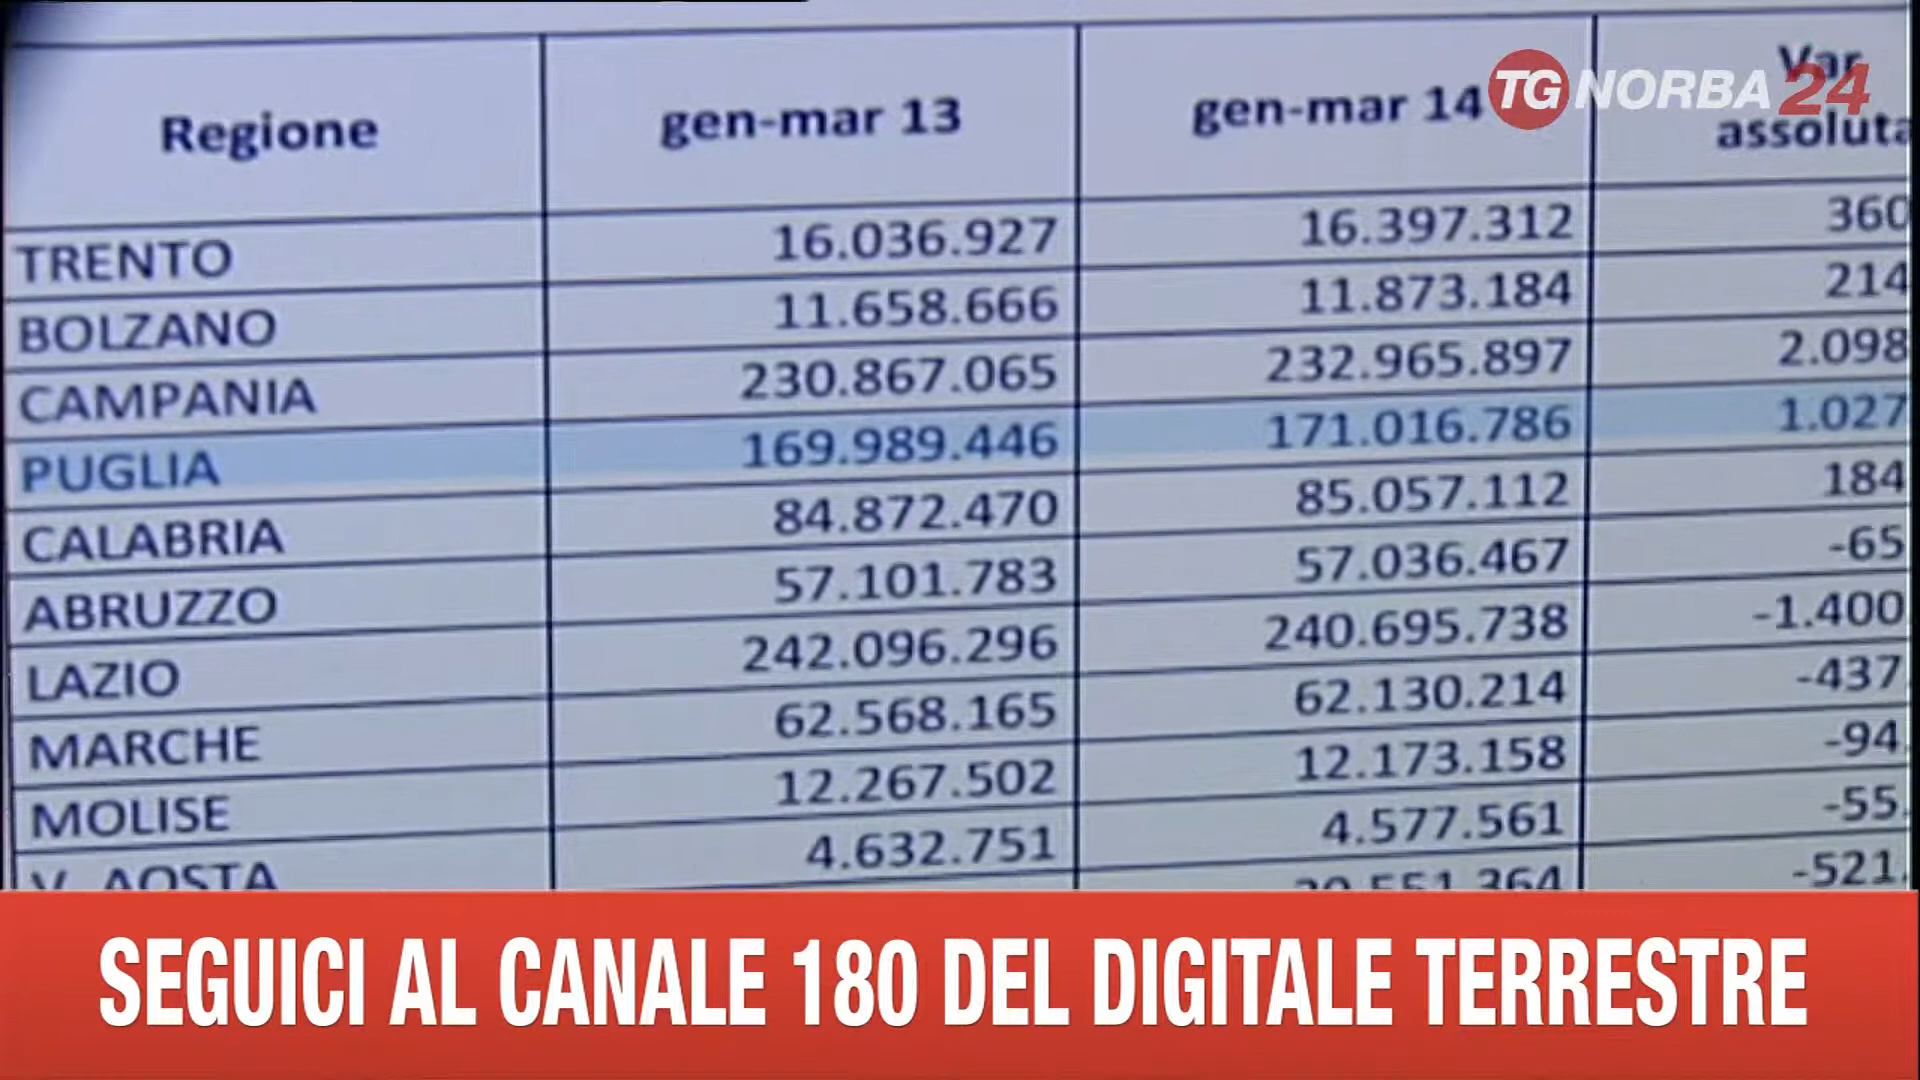 TG NORBA 24
Regione gen-mar 13 gen-mar 14 Var assoluta
TRENTO 16.036.927 16.397.312 360
BOLZANO 11.658.666 11.873.184 214
CAMPANIA 230.867.065 232.965.897 2.098
PUGLIA 169.989.446 171.016.786 1.027
CALABRIA 84.872.470 85.057.112 184
ABRUZZO 57.101.783 57.036.467 -65
LAZIO 242.096.296 240.695.738 -1.400
MARCHE 62.568.165 62.130.214 -437
MOLISE 12.267.502 12.173.158 -94.
V. AOSTA 4.632.751 4.577.561 -55.
-521.
SEGUICI AL CANALE 180 DEL DIGITALE TERRESTRE